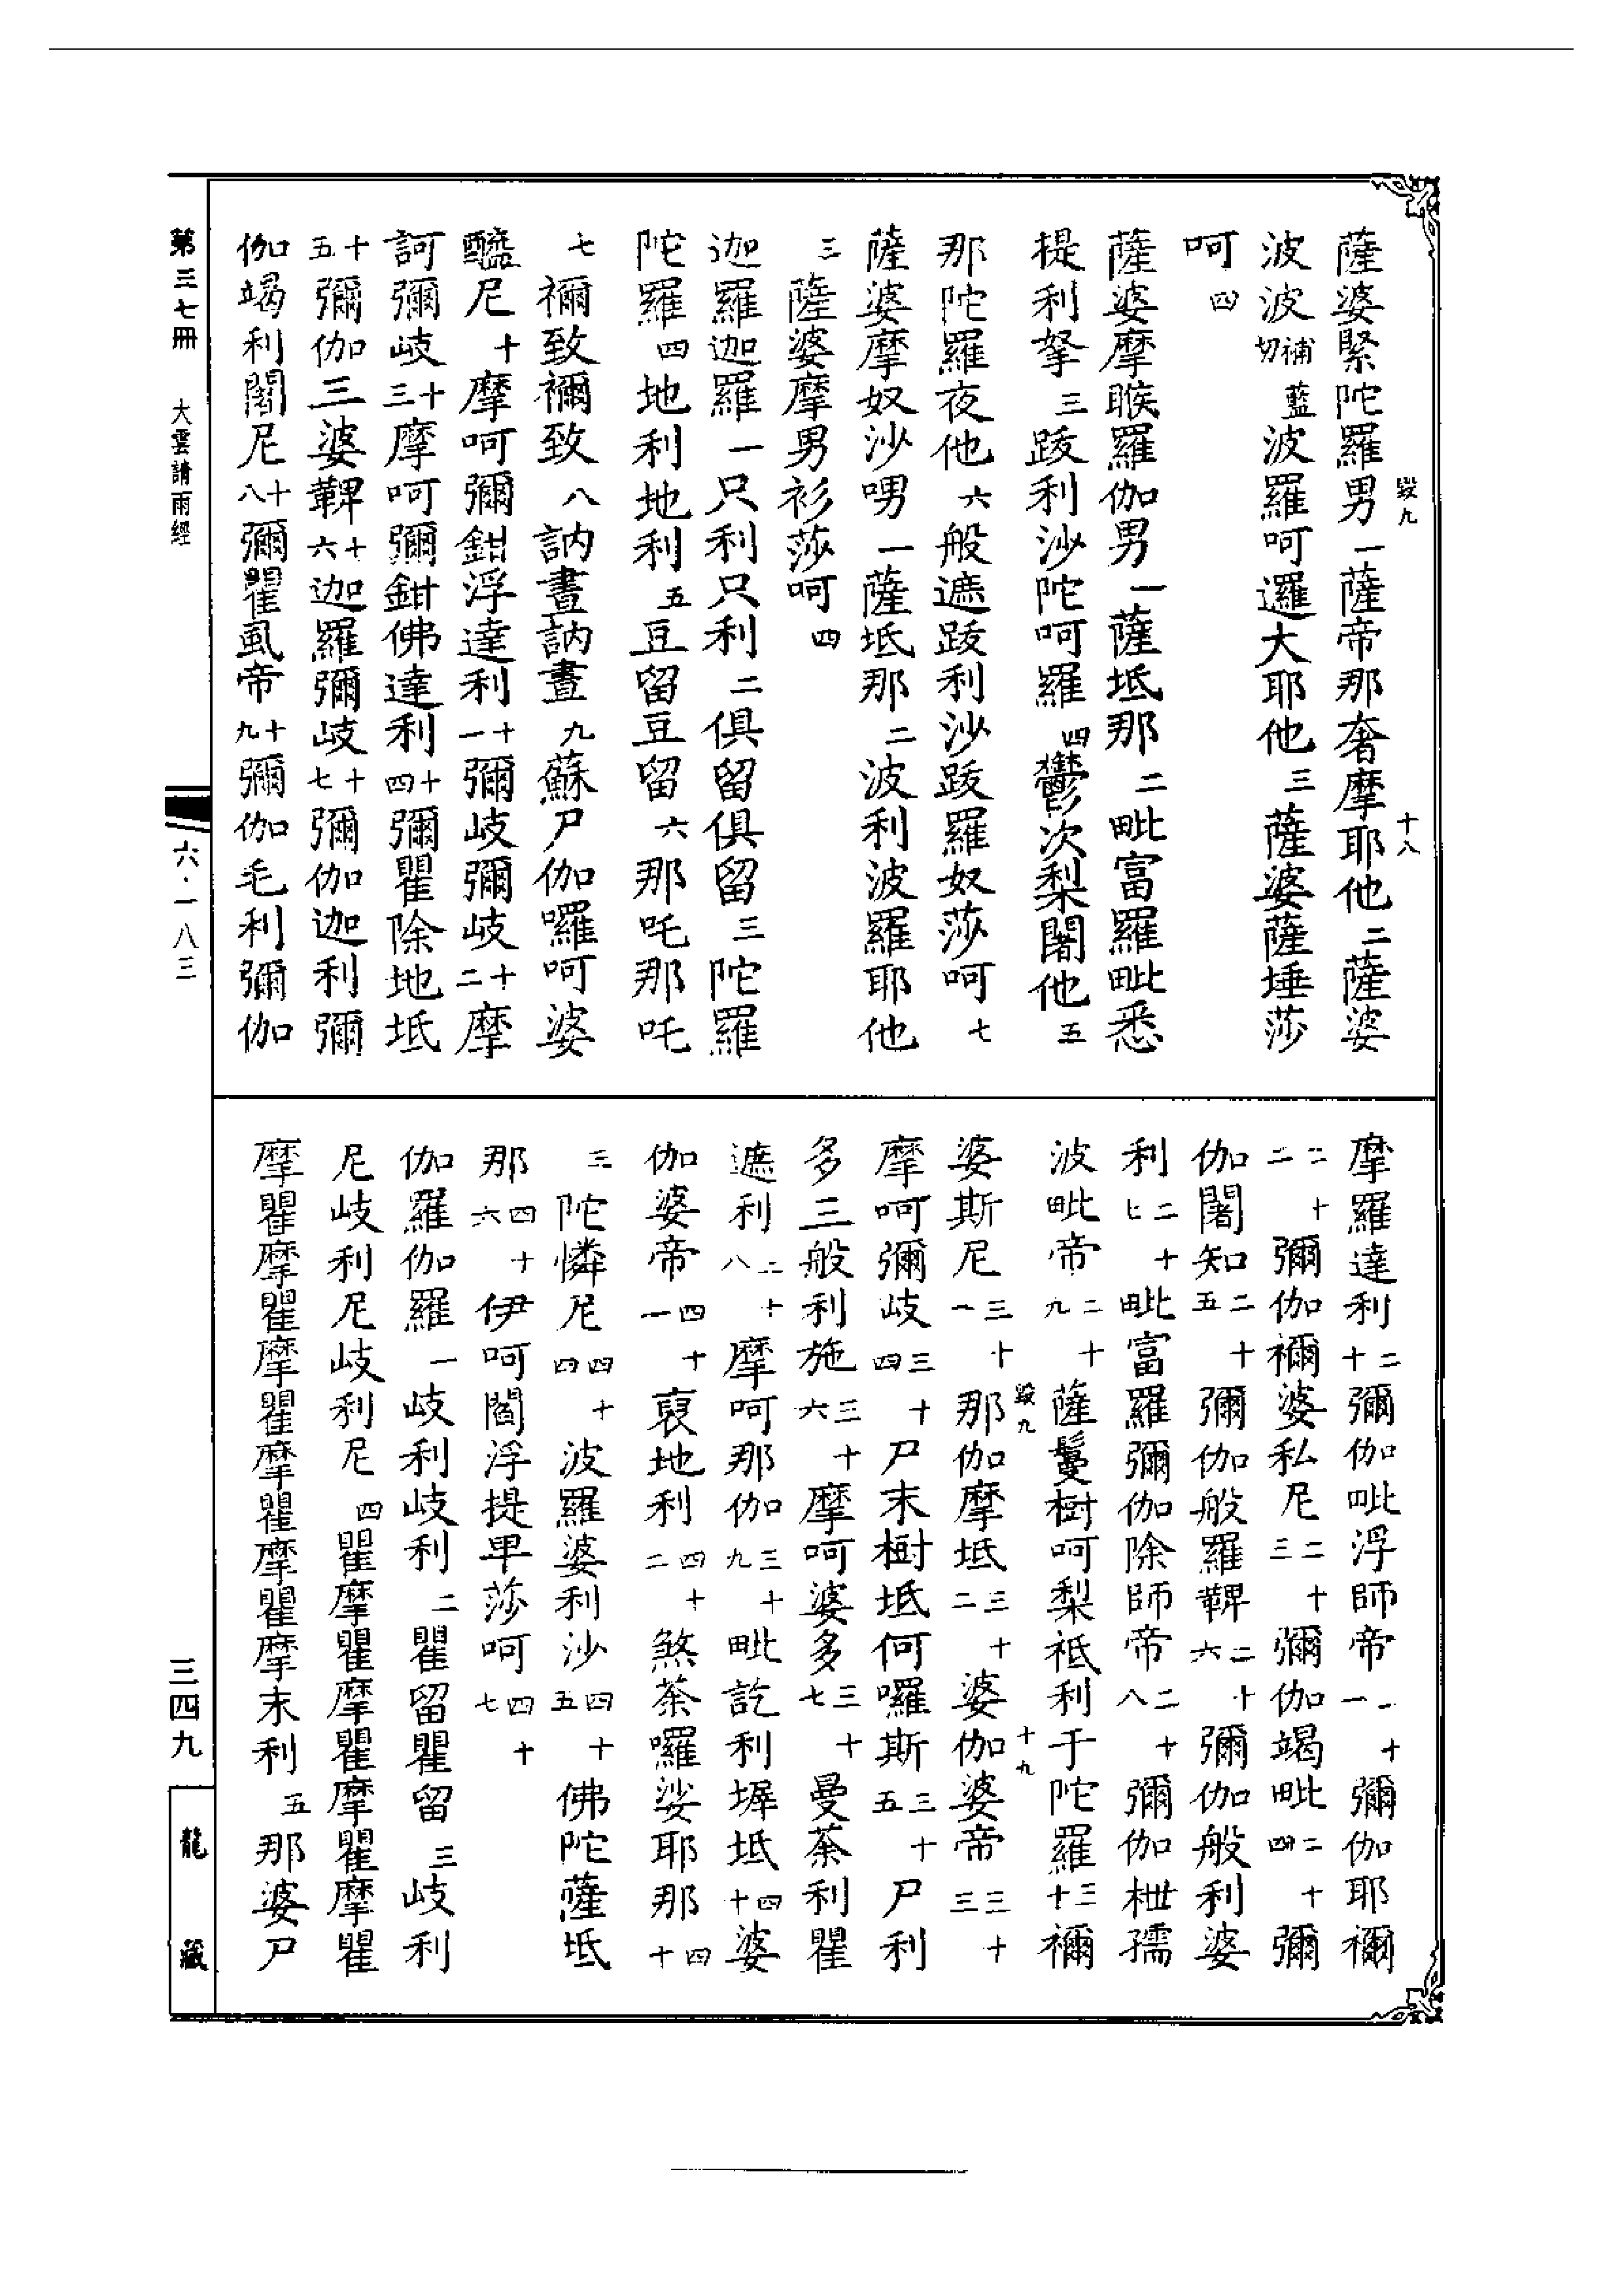 薩婆緊陀羅男一薩帝那奢摩耶他二薩婆
波波補切藍波羅呵邏大耶他三薩婆薩埵莎
呵四
薩婆摩睺羅伽男一薩坻那二毗富羅毗悉
提利拏三跋利沙陀呵羅四鬱次梨闍他五
那陀羅夜他六般遮跋利沙跋羅奴莎呵七
薩婆摩奴沙嘪一薩坻那二波利波羅耶他
三薩婆摩男衫莎呵四
迦羅迦羅一只利只利二俱留俱留三陀羅
陀羅四地利地利五豆留豆留六那吒那吒
七禰致禰致八訥晝訥晝九蘇尸伽囉呵婆
醯尼十摩呵彌鉗浮達利十一彌岐彌岐十二摩
訶彌岐十三摩呵彌鉗佛達利十四彌瞿除地坻
十五彌伽三婆鞞十六迦羅彌岐十七彌伽迦利彌
伽竭利闍尼十八彌瞿虱帝十九彌伽毛利彌伽
毀九
十八
摩羅達利二十彌伽毗浮師帝二十一彌伽耶禰
二十二彌伽禰婆私尼二十三彌伽竭毗二十四彌
伽闍知二十五彌伽般羅鞞二十六彌伽般利婆
利二十七毗富羅彌伽除師帝二十八彌伽枻孺
波毗帝二十九薩鬘樹呵梨祇利于陀羅三十禰
婆斯尼三十一那伽摩坻三十二婆伽婆帝三十三
摩呵彌岐三十四尸末樹坻何囉斯三十五尸利
多三般利施三十六摩呵婆多三十七曼荼利瞿
遮利二十八摩呵那伽三十九毗訖利墀坻四十婆
伽婆帝四十一裒地利四十二煞荼囉娑耶那四十
三陀憐尼四十四波羅婆利沙四十五佛陀薩坻
那四十六伊呵閻浮提卑莎呵四十七
伽羅伽羅一岐利岐利二瞿留瞿留三岐利
尼岐利尼岐利尼四瞿摩瞿摩瞿摩瞿摩瞿
摩瞿摩瞿摩瞿摩瞿摩瞿摩末利五那婆尸
毀九
十九
第三七冊
大雲請雨經
六·一八三
三四九
龍藏